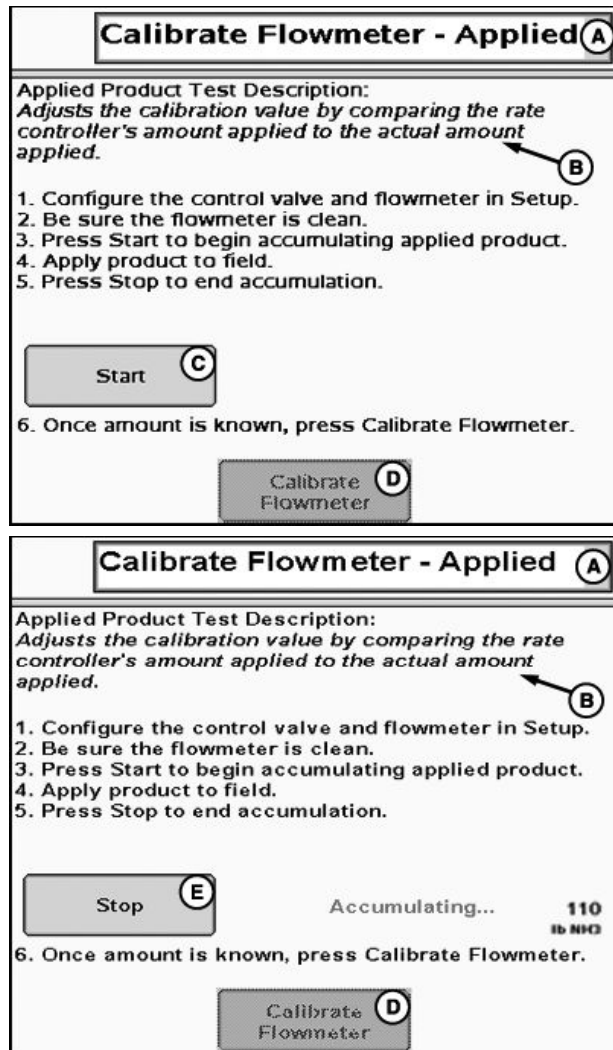 Calibrate Flowmeter - Applied A
Applied Product Test Description:
Adjusts the calibration value by comparing the rate
controller's amount applied to the actual amount
applied.
B
1. Configure the control valve and flowmeter in Setup.
2. Be sure the flowmeter is clean.
3. Press Start to begin accumulating applied product.
4. Apply product to field.
5. Press Stop to end accumulation.
Start C
6. Once amount is known, press Calibrate Flowmeter.
Calibrate D
Flowmeter
Calibrate Flowmeter - Applied A
Applied Product Test Description:
Adjusts the calibration value by comparing the rate
controller's amount applied to the actual amount
applied.
B
1. Configure the control valve and flowmeter in Setup.
2. Be sure the flowmeter is clean.
3. Press Start to begin accumulating applied product.
4. Apply product to field.
5. Press Stop to end accumulation.
Stop E Accumulating... 110
lb NH3
6. Once amount is known, press Calibrate Flowmeter.
Calibrate D
Flowmeter